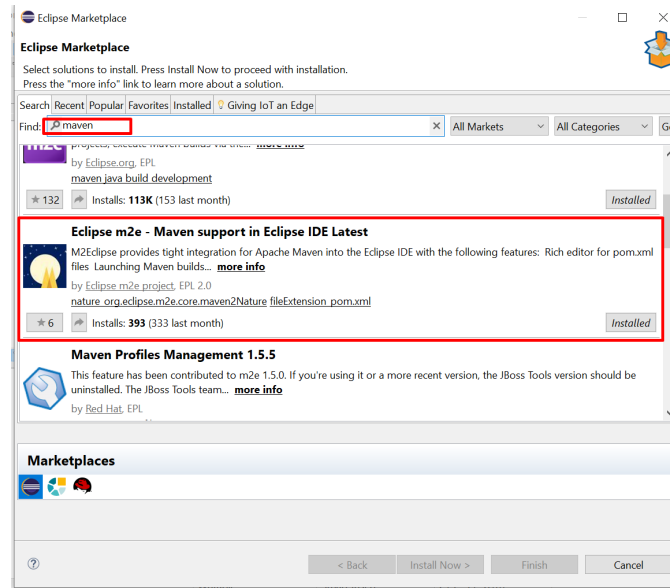 Eclipse Marketplace
Eclipse Marketplace
Select solutions to install. Press Install Now to proceed with installation.
Press the "more info" link to learn more about a solution.
Search Recent Popular Favorites Installed Giving IoT an Edge
Find: maven All Markets All Categories
by Eclipse.org, EPL
maven java build development
132 Installs: 113K (153 last month) Installed
Eclipse m2e - Maven support in Eclipse IDE Latest
M2Eclipse provides tight integration for Apache Maven into the Eclipse IDE with the following features: Rich editor for pom.xml
files Launching Maven builds... more info
by Eclipse m2e project, EPL 2.0
nature_org.eclipse.m2e.core.maven2Nature fileExtension_pom.xml
6 Installs: 393 (333 last month) Installed
Maven Profiles Management 1.5.5
This feature has been contributed to m2e 1.5.0. If you're using it or a more recent version, the JBoss Tools version should be
uninstalled. The JBoss Tools team... more info
by Red Hat, EPL
Marketplaces
? < Back Install Now > Finish Cancel